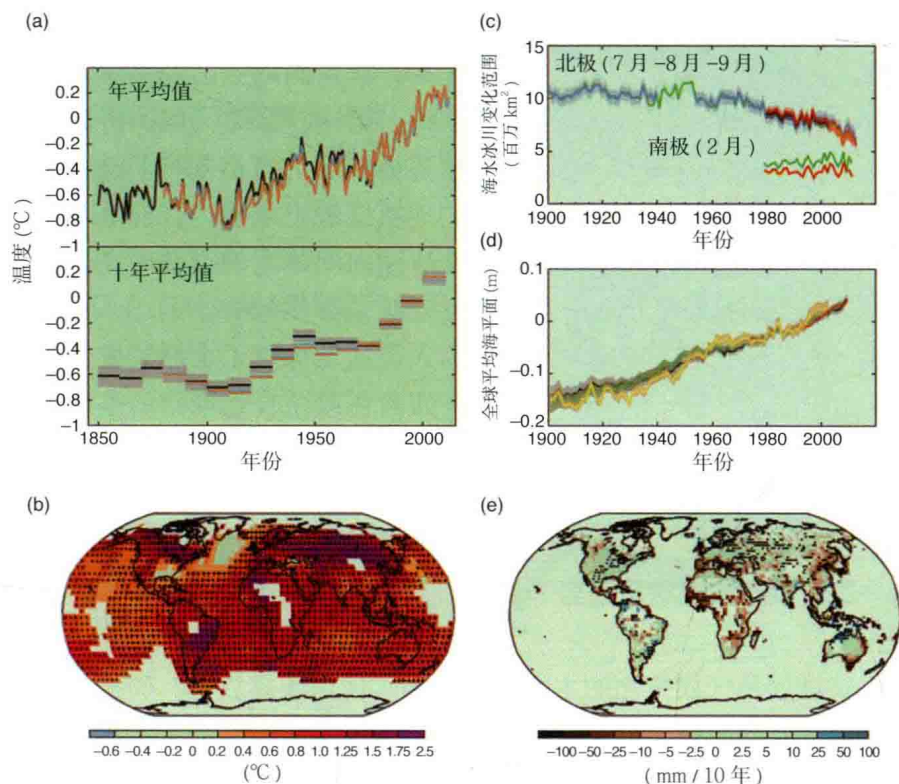 (a)
年平均值
0.2
0
−0.2
−0.4
−0.6
−0.8
−1
温度 (℃)
十年平均值
0.2
0
−0.2
−0.4
−0.6
−0.8
−1
1850 1900 1950 2000
年份
(b)
−0.6 −0.4 −0.2 0 0.2 0.4 0.6 0.8 1.0 1.25 1.5 1.75 2.5
(℃)
(c)
15
10
5
0
海水冰川变化范围
(百万 km²)
北极 (7月-8月-9月)
南极 (2月)
1900 1920 1940 1960 1980 2000
年份
(d)
0.1
0
−0.1
−0.2
全球平均海平面 (m)
1900 1920 1940 1960 1980 2000
年份
(e)
−100 −50 −25 −10 −5 −2.5 0 2.5 5 10 25 50 100
(mm / 10 年)